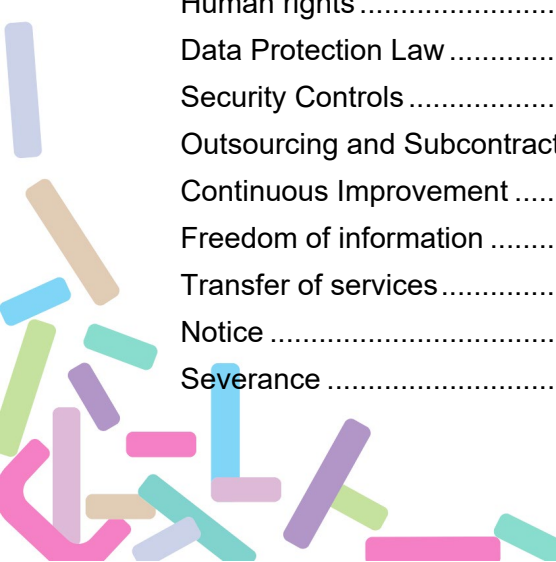 Human rights......................
Data Protection Law.............
Security Controls..................
Outsourcing and Subcontract
Continuous Improvement.....
Freedom of information........
Transfer of services..............
Notice...................................
Severance............................